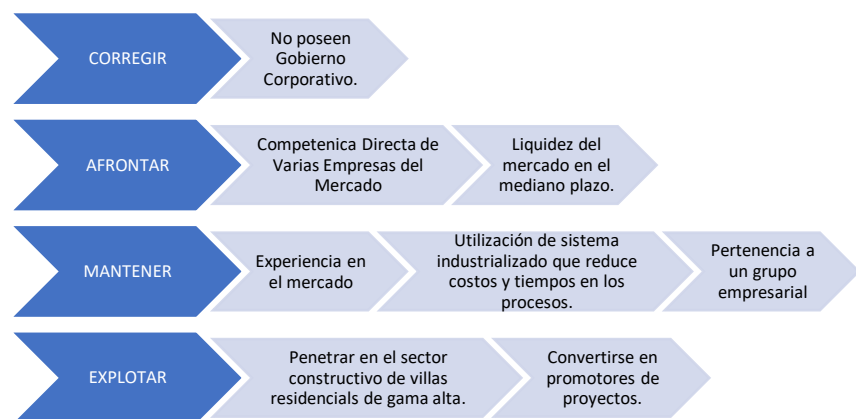 CORREGIR
No poseen
Gobierno
Corporativo.
AFRONTAR
Competenica Directa de
Varias Empresas del
Mercado
Liquidez del
mercado en el
mediano plazo.
MANTENER
Experiencia en
el mercado
Utilización de sistema
industrializado que reduce
costos y tiempos en los
procesos.
Pertenencia a
un grupo
empresarial
EXPLOTAR
Penetrar en el sector
constructivo de villas
residencials de gama alta.
Convertirse en
promotores de
proyectos.